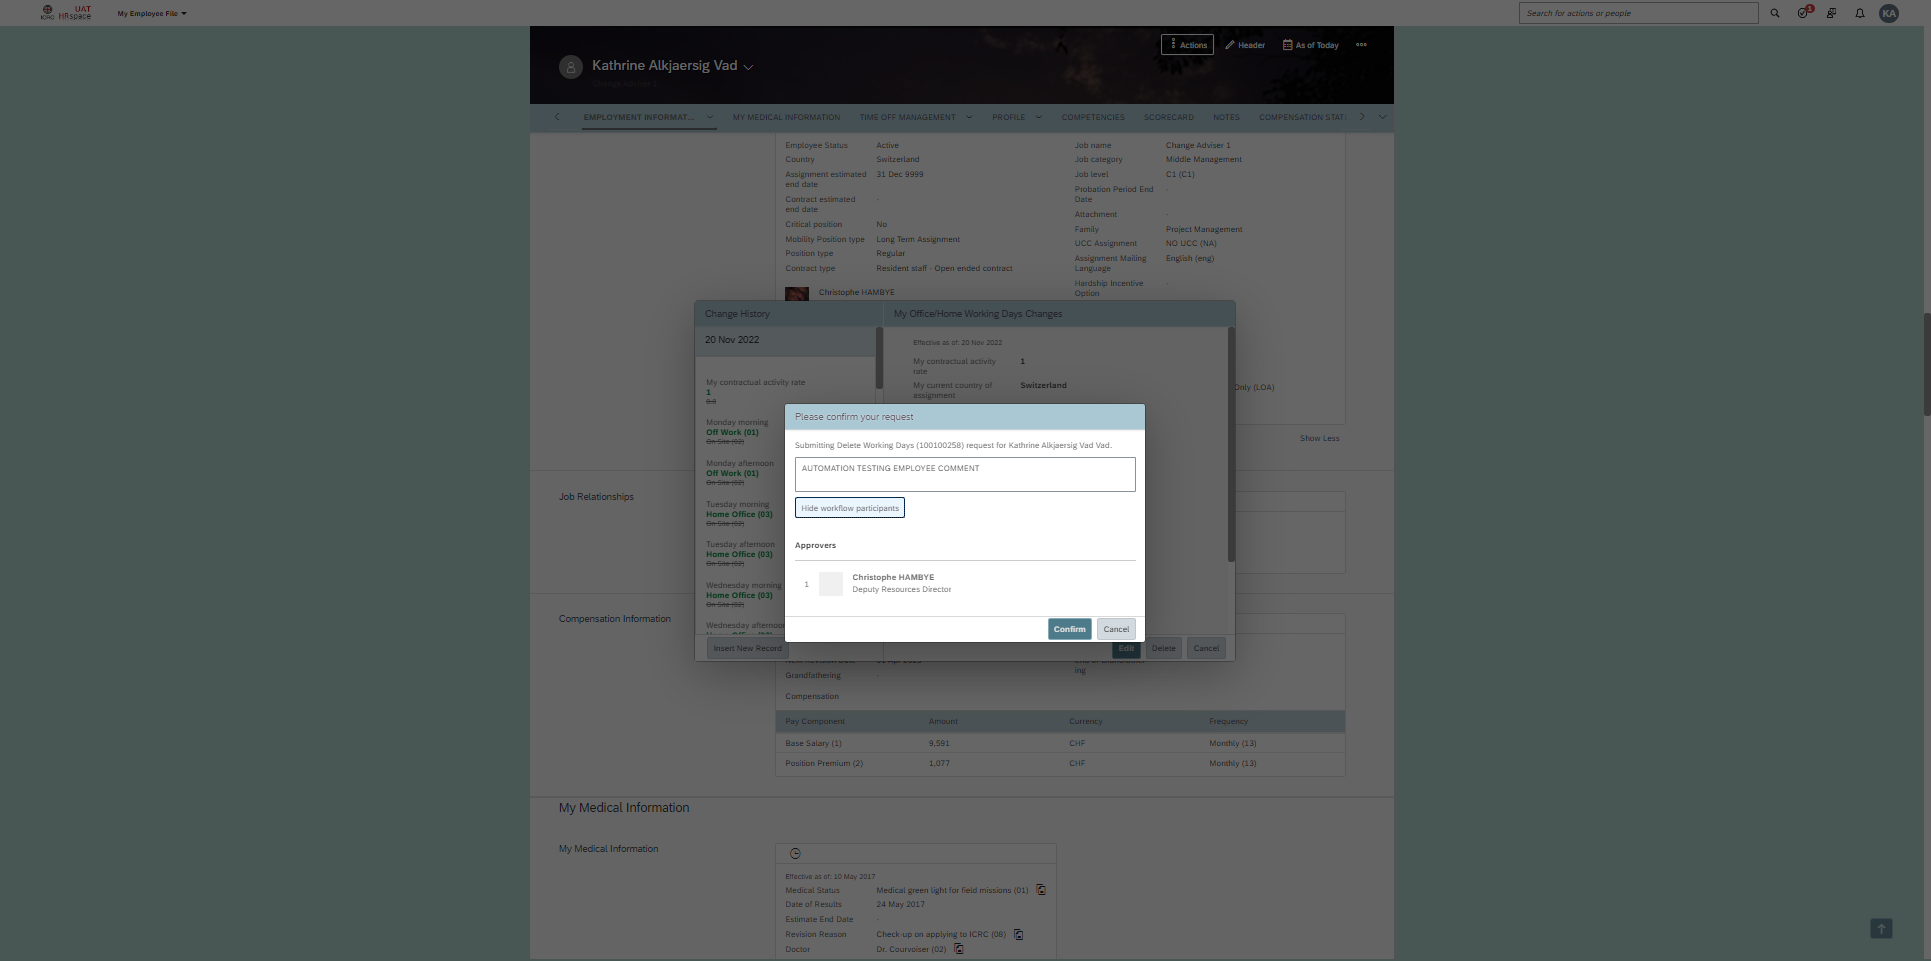 ICRC
UAT
HRspace
My Employee File
Search for actions or people
1
KA
Actions
Header
As of Today
Kathrine Alkjaersig Vad
Change Adviser 1
EMPLOYMENT INFORMAT...
MY MEDICAL INFORMATION
TIME OFF MANAGEMENT
PROFILE
COMPETENCIES
SCORECARD
NOTES
COMPENSATION STAT
Employee Status Active
Country Switzerland
Assignment estimated end date 31 Dec 9999
Contract estimated end date -
Critical position No
Mobility Position type Long Term Assignment
Position type Regular
Contract type Resident staff - Open ended contract
Christophe HAMBYE
Job name Change Adviser 1
Job category Middle Management
Job level C1 (C1)
Probation Period End Date -
Attachment -
Family Project Management
UCC Assignment NO UCC (NA)
Assignment Mailing Language English (eng)
Hardship Incentive Option -
Only (LOA)
Show Less
Change History
20 Nov 2022
My contractual activity rate
1
0.8
Monday morning
Off Work (01)
On Site (02)
Monday afternoon
Off Work (01)
On Site (02)
Tuesday morning
Home Office (03)
On Site (02)
Tuesday afternoon
Home Office (03)
On Site (02)
Wednesday morning
Home Office (03)
On Site (02)
Wednesday afternoon
Insert New Record
My Office/Home Working Days Changes
Effective as of: 20 Nov 2022
My contractual activity rate 1
My current country of assignment Switzerland
Please confirm your request
Submitting Delete Working Days (100100258) request for Kathrine Alkjaersig Vad Vad.
AUTOMATION TESTING EMPLOYEE COMMENT
Hide workflow participants
Approvers
1
Christophe HAMBYE
Deputy Resources Director
Confirm
Cancel
Edit
Delete
Cancel
Job Relationships
Compensation Information
Grandfathering -
ing
Compensation
Pay Component Amount Currency Frequency
Base Salary (1) 9,591 CHF Monthly (13)
Position Premium (2) 1,077 CHF Monthly (13)
My Medical Information
My Medical Information
Effective as of: 10 May 2017
Medical Status Medical green light for field missions (01)
Date of Results 24 May 2017
Estimate End Date -
Revision Reason Check-up on applying to ICRC (08)
Doctor Dr. Courvoiser (02)